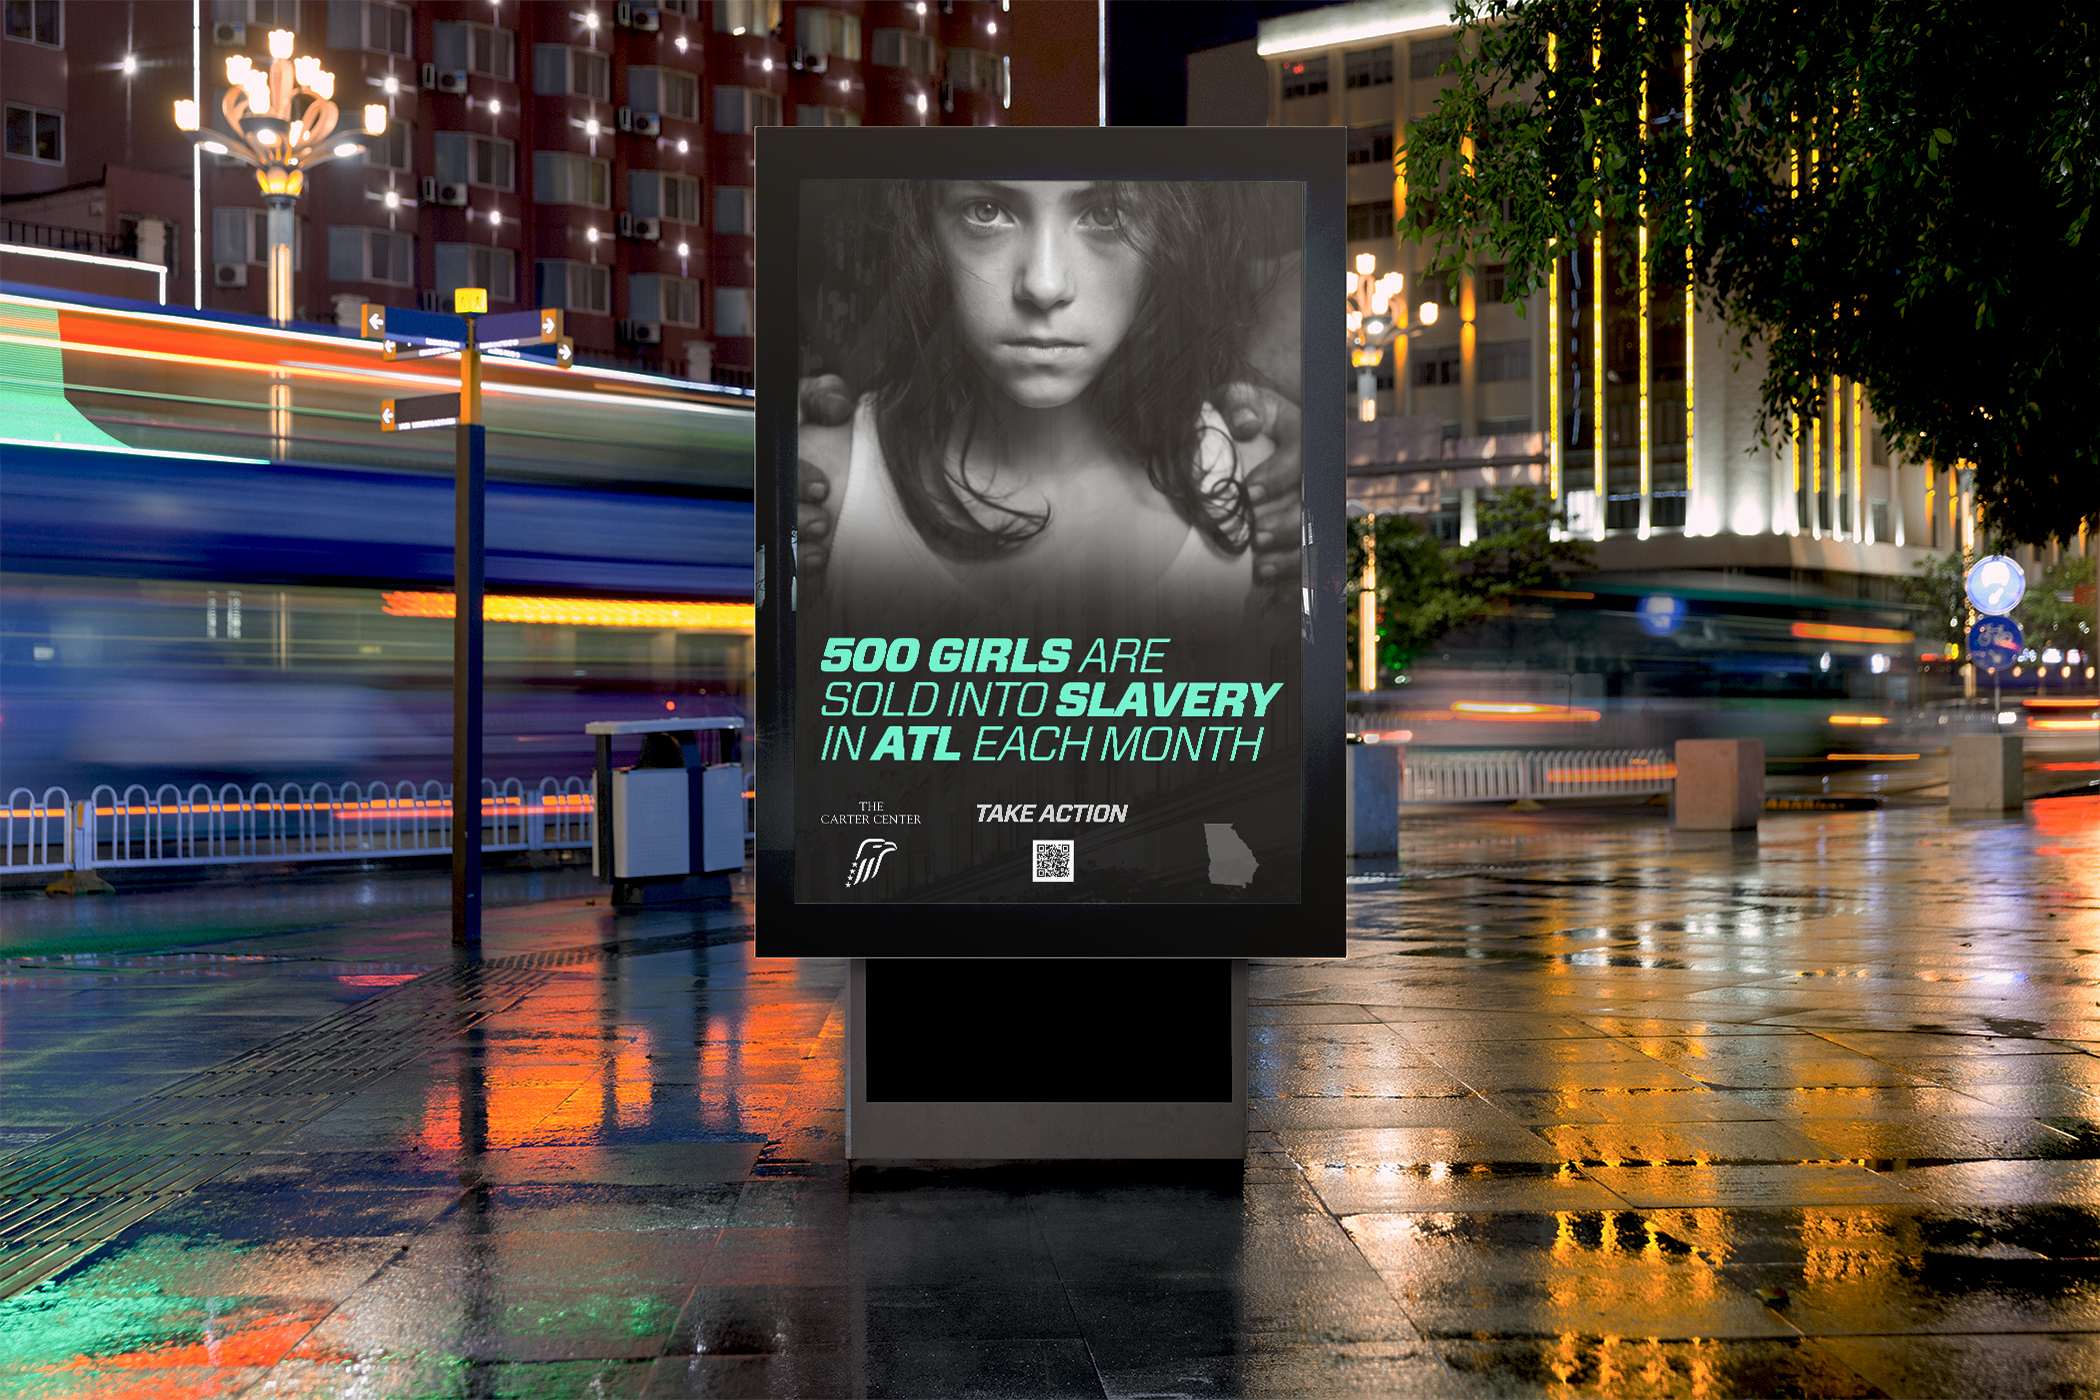 500 GIRLS ARE
SOLD INTO SLAVERY
IN ATL EACH MONTH
THE
CARTER CENTER
TAKE ACTION